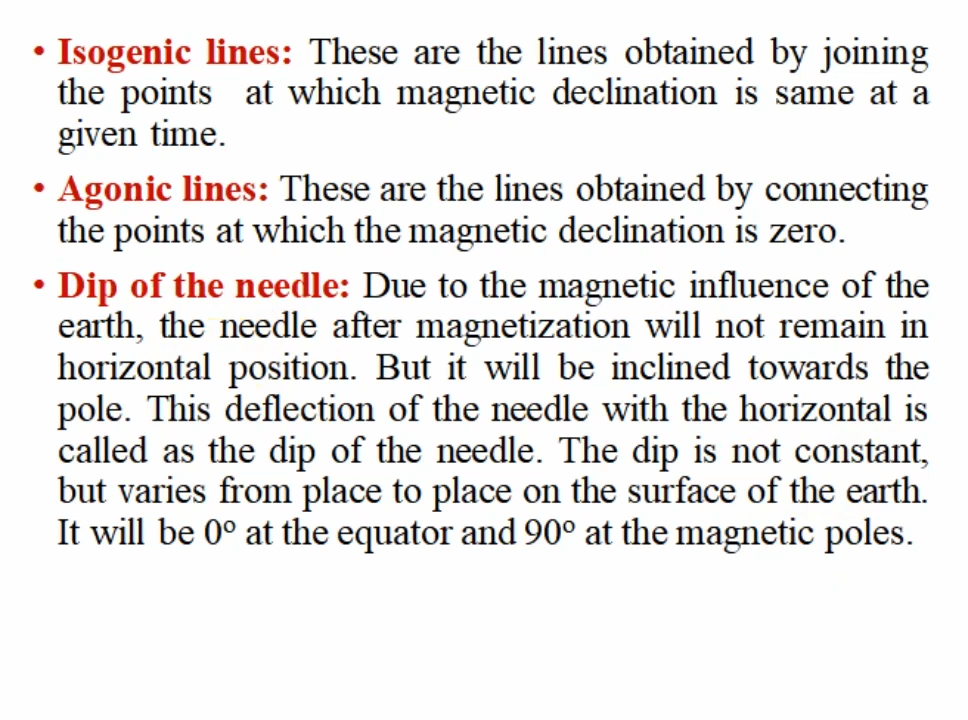 • Isogenic lines: These are the lines obtained by joining
the points at which magnetic declination is same at a
given time.
• Agonic lines: These are the lines obtained by connecting
the points at which the magnetic declination is zero.
• Dip of the needle: Due to the magnetic influence of the
earth, the needle after magnetization will not remain in
horizontal position. But it will be inclined towards the
pole. This deflection of the needle with the horizontal is
called as the dip of the needle. The dip is not constant,
but varies from place to place on the surface of the earth.
It will be 0º at the equator and 90º at the magnetic poles.